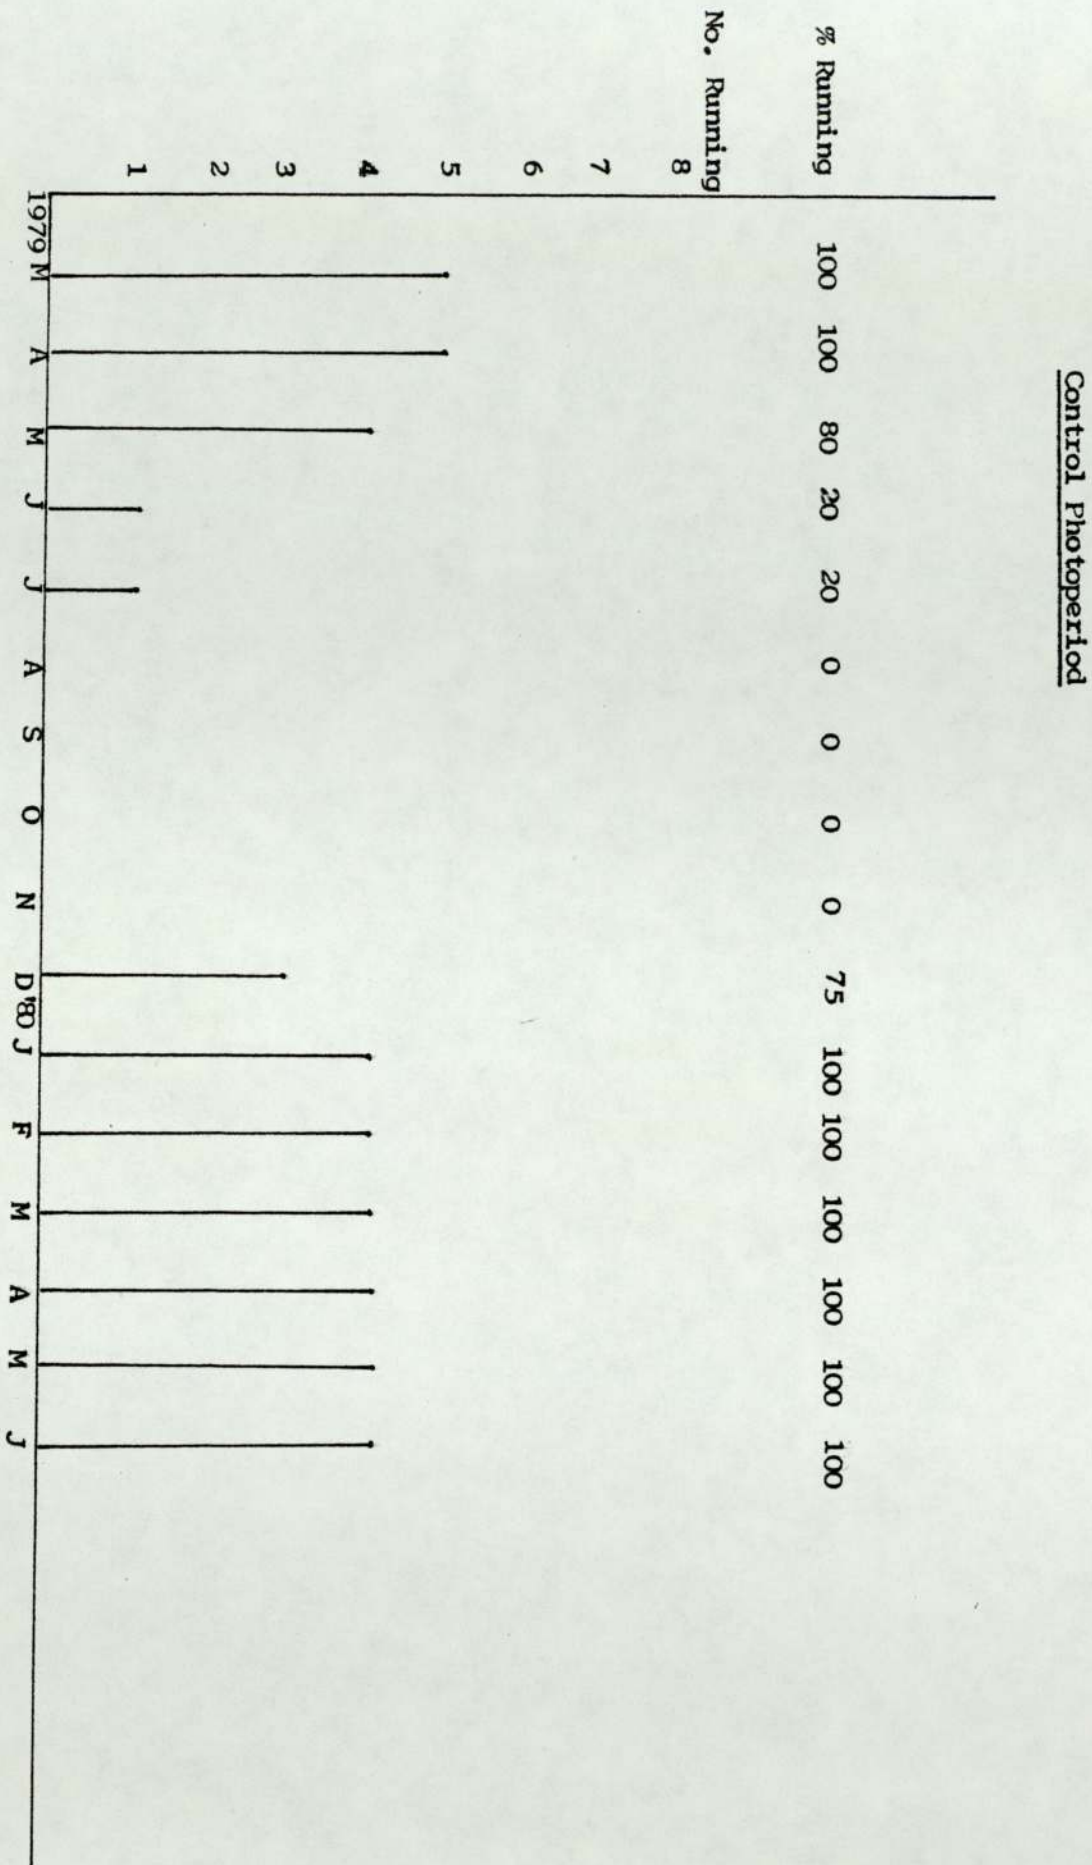 Control Photoperiod
% Running 100 100 80 20 20 0 0 0 0 75 100 100 100 100 100 100
No. Running
8
7
6
5
4
3
2
1
1979 M A M J J A S O N D '80 J F M A M J